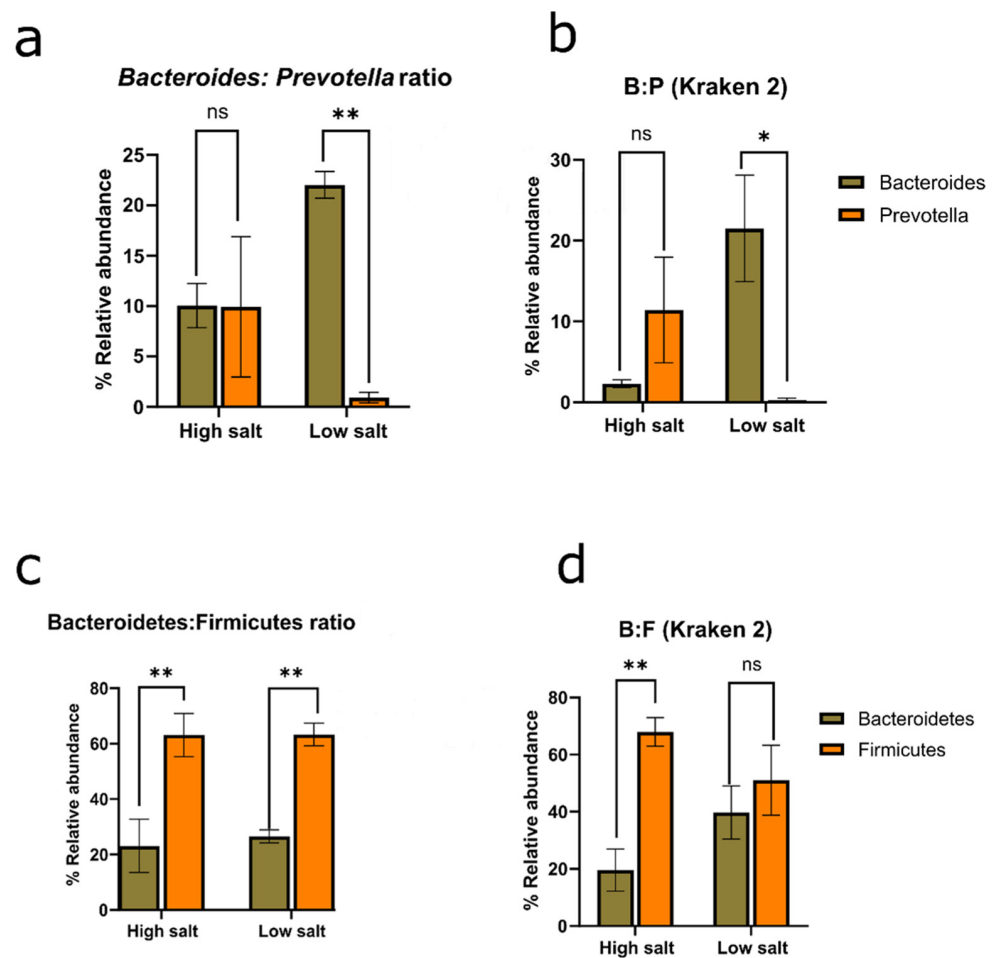 a
Bacteroides: Prevotella ratio
ns
**
25
20
15
10
5
0
% Relative abundance
High salt
Low salt
b
B:P (Kraken 2)
ns
*
30
20
10
0
% Relative abundance
High salt
Low salt
Bacteroides
Prevotella
c
Bacteroidetes:Firmicutes ratio
**
**
80
60
40
20
0
% Relative abundance
High salt
Low salt
d
B:F (Kraken 2)
**
ns
80
60
40
20
0
% Relative abundance
High salt
Low salt
Bacteroidetes
Firmicutes